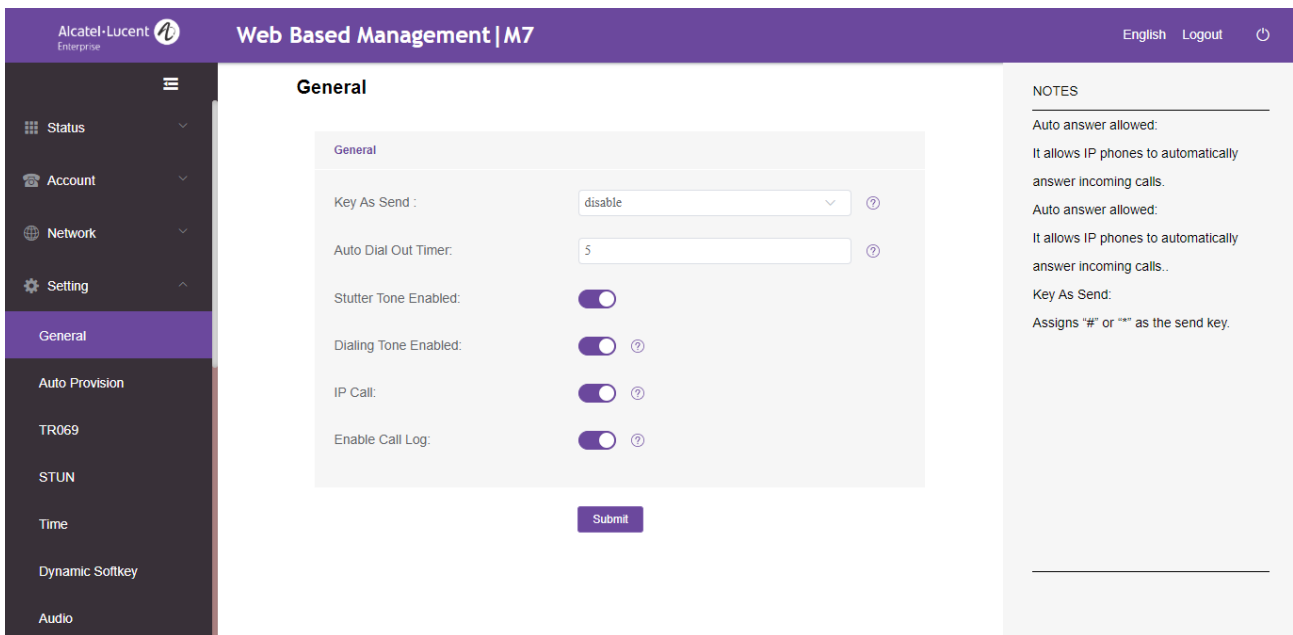 Alcatel·Lucent
Enterprise
Web Based Management|M7
English Logout
Status
Account
Network
Setting
General
Auto Provision
TR069
STUN
Time
Dynamic Softkey
Audio
General
General
Key As Send :
disable
Auto Dial Out Timer:
5
Stutter Tone Enabled:
Dialing Tone Enabled:
IP Call:
Enable Call Log:
Submit
NOTES
Auto answer allowed:
It allows IP phones to automatically
answer incoming calls.
Auto answer allowed:
It allows IP phones to automatically
answer incoming calls..
Key As Send:
Assigns “#” or “*” as the send key.